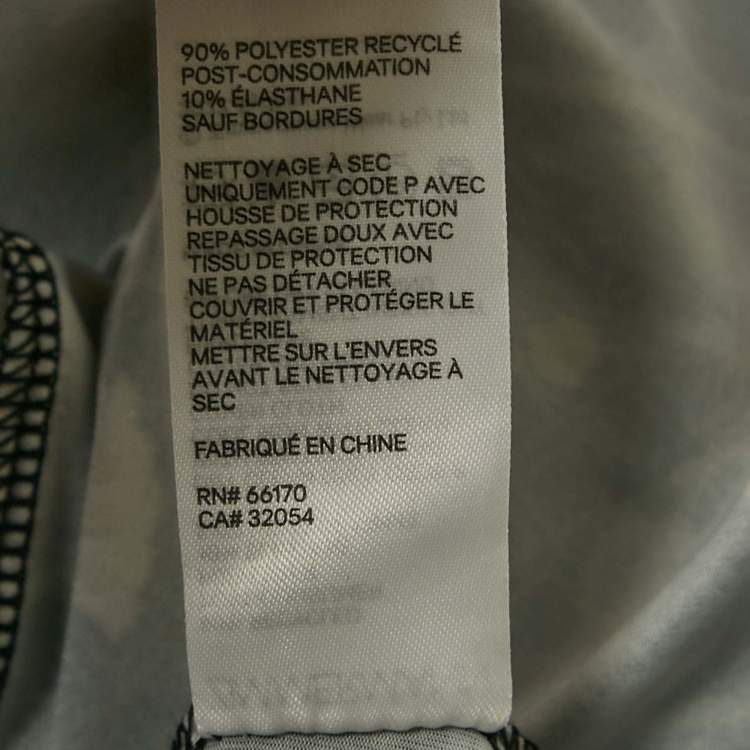 90% POLYESTER RECYCLÉ
POST-CONSOMMATION
10% ÉLASTHANE
SAUF BORDURES
NETTOYAGE À SEC
UNIQUEMENT CODE P AVEC
HOUSSE DE PROTECTION
REPASSAGE DOUX AVEC
TISSU DE PROTECTION
NE PAS DÉTACHER
COUVRIR ET PROTÉGER LE
MATÉRIEL
METTRE SUR L'ENVERS
AVANT LE NETTOYAGE À
SEC
FABRIQUÉ EN CHINE
RN# 66170
CA# 32054